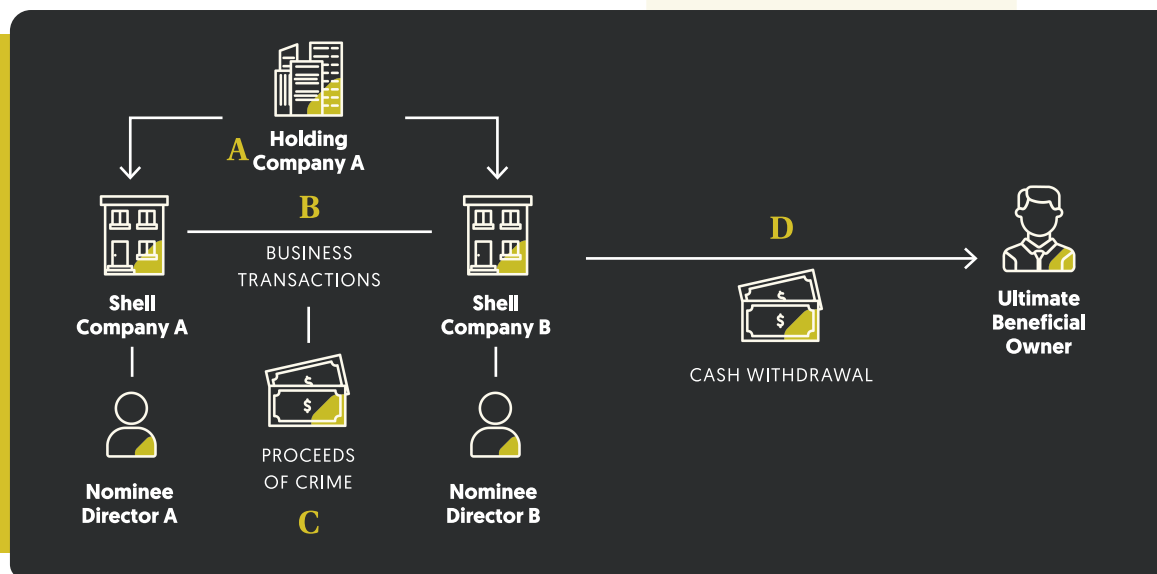 A
Holding
Company A
B
BUSINESS
TRANSACTIONS
D
Shell
Company A
Shell
Company B
$
$
CASH WITHDRAWAL
Ultimate
Beneficial
Owner
$
$
PROCEEDS
OF CRIME
C
Nominee
Director A
Nominee
Director B